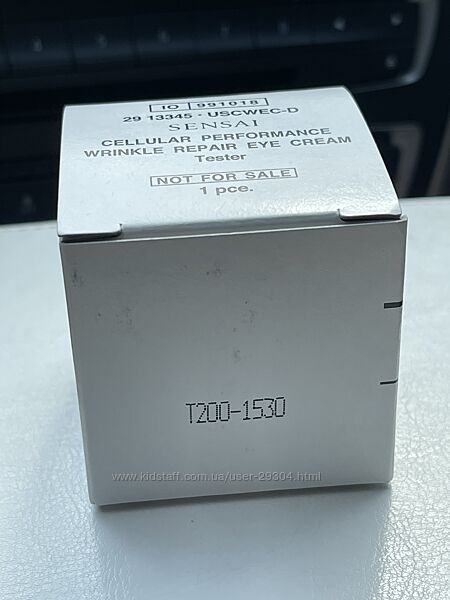 IO 991018
29 13345 · USCWEC-D
SENSAI
CELLULAR PERFORMANCE
WRINKLE REPAIR EYE CREAM
Tester
NOT FOR SALE
1 pce.
T200-1530
www.kidstaff.com.ua/user-29304.html